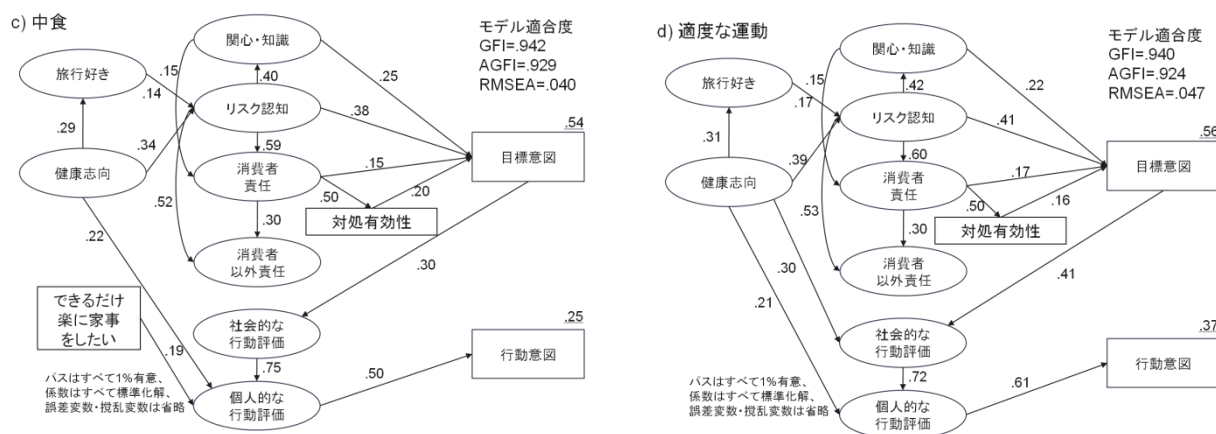 c) 中食
関心・知識
モデル適合度
GFI=.942
AGFI=.929
RMSEA=.040
旅行好き
.15
.14
.40
.25
リスク認知
.38
.29
.34
.59
.54
健康志向
消費者
責任
.15
目標意図
.50
.20
.52
対処有効性
.30
.22
消費者
以外責任
.30
できるだけ
楽に家事
をしたい
社会的な
行動評価
.25
行動意図
.19
.75
.50
パスはすべて1%有意、
係数はすべて標準化解、
誤差変数・撹乱変数は省略
個人的な
行動評価
d) 適度な運動
関心・知識
モデル適合度
GFI=.940
AGFI=.924
RMSEA=.047
旅行好き
.15
.17
.42
.22
リスク認知
.41
.31
.39
.60
.56
健康志向
消費者
責任
.17
目標意図
.50
.16
.53
対処有効性
.30
消費者
以外責任
.30
.21
.41
社会的な
行動評価
.37
行動意図
.72
.61
パスはすべて1%有意、
係数はすべて標準化解、
誤差変数・撹乱変数は省略
個人的な
行動評価